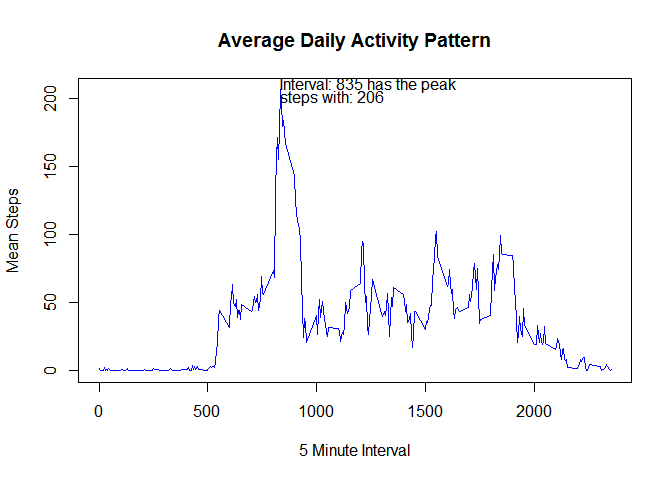 Average Daily Activity Pattern
Interval: 835 has the peak
steps with: 206
Mean Steps
200
150
100
50
0
0 500 1000 1500 2000
5 Minute Interval